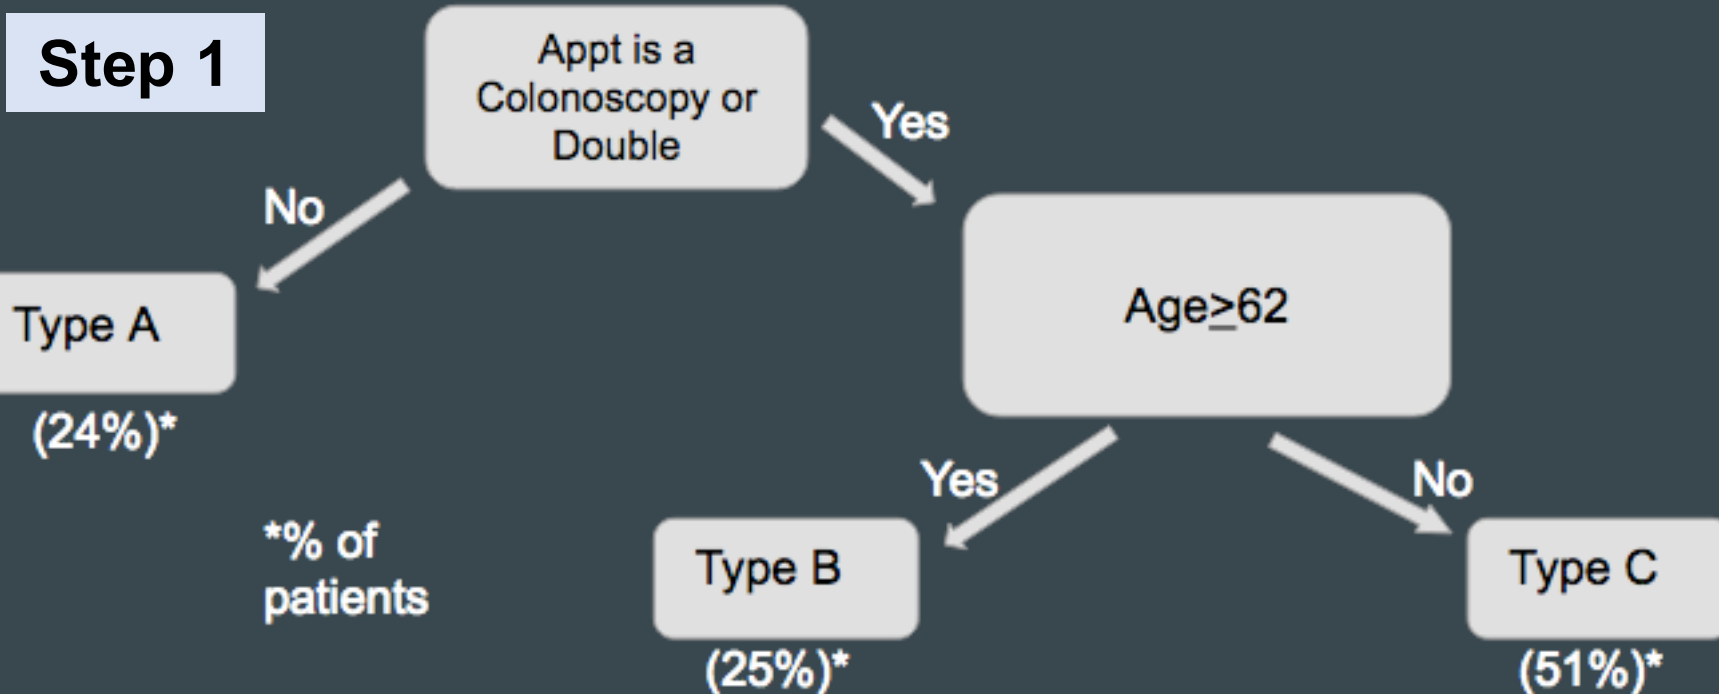 Step 1
Appt is a
Colonoscopy or
Double
Yes
No
Type A
(24%)*
Age≥62
Yes
No
*% of
patients
Type B
(25%)*
Type C
(51%)*